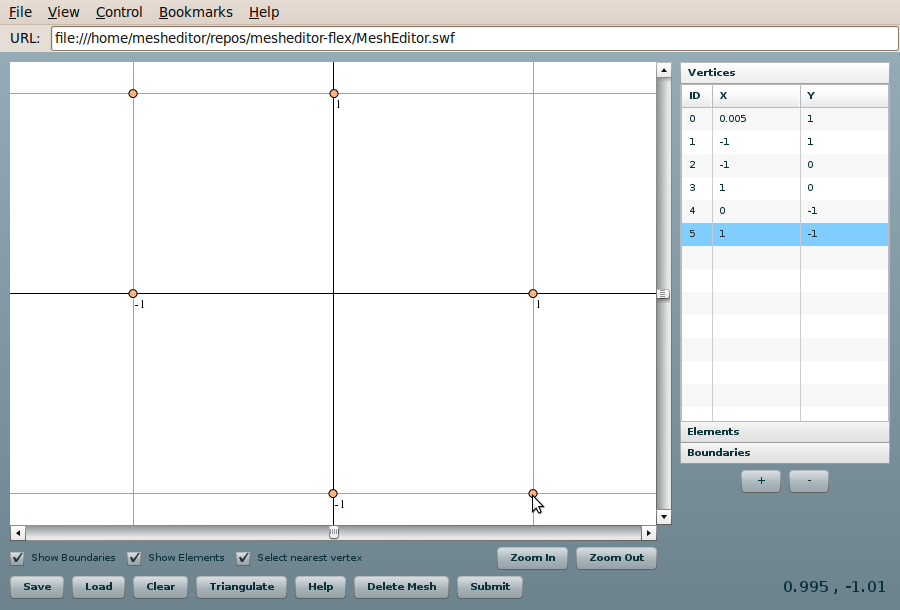 File View Control Bookmarks Help
URL: file:///home/mesheditor/repos/mesheditor-flex/MeshEditor.swf
Vertices
ID X Y
0 0.005 1
1 -1 1
2 -1 0
3 1 0
4 0 -1
5 1 -1
1
-1
1
-1
Elements
Boundaries
+ -
Show Boundaries Show Elements Select nearest vertex Zoom In Zoom Out
Save Load Clear Triangulate Help Delete Mesh Submit 0.995 , -1.01